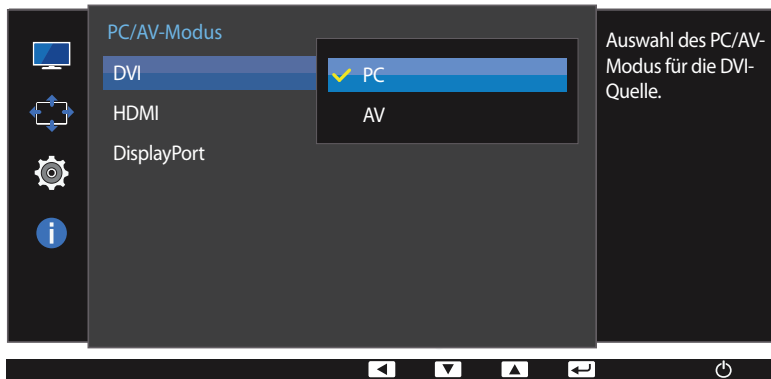 PC/AV-Modus
DVI
PC
HDMI
AV
DisplayPort
Auswahl des PC/AV-
Modus für die DVI-
Quelle.